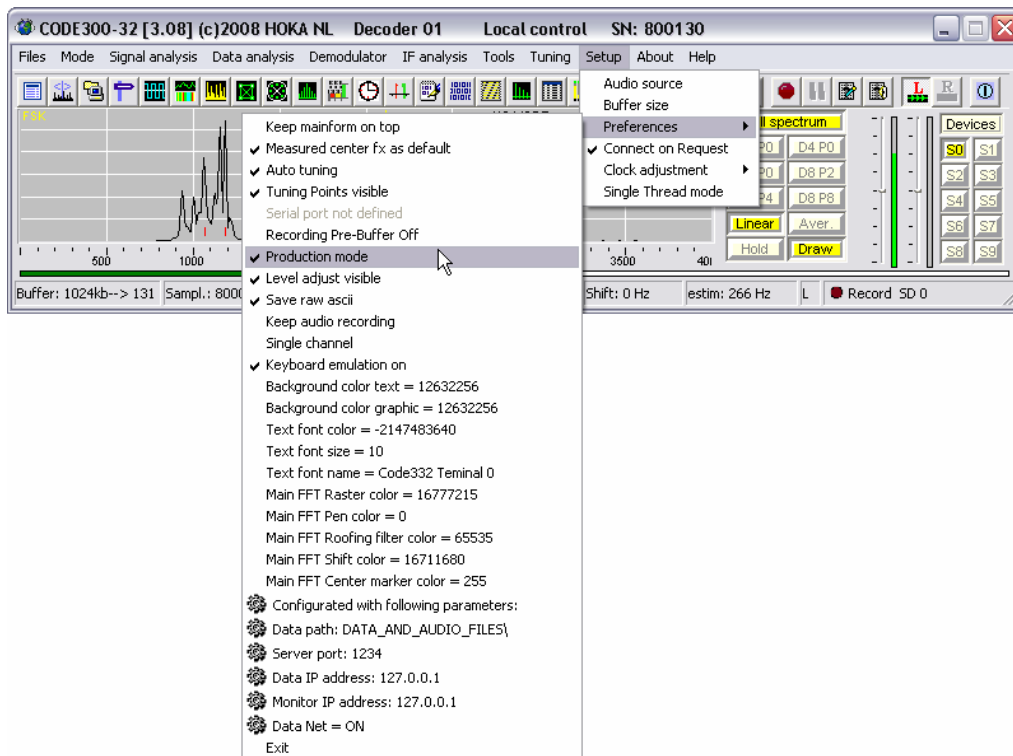 CODE300-32 [3.08] (c)2008 HOKA NL Decoder 01 Local control SN: 800130
Files Mode Signal analysis Data analysis Demodulator IF analysis Tools Tuning Setup About Help
L R
FSK
Audio source
Buffer size
Preferences
Connect on Request
Clock adjustment
Single Thread mode
Keep mainform on top
Measured center fx as default
Auto tuning
Tuning Points visible
Serial port not defined
Recording Pre-Buffer Off
Production mode
Level adjust visible
Save raw ascii
Keep audio recording
Single channel
Keyboard emulation on
Background color text = 12632256
Background color graphic = 12632256
Text font color = -2147483640
Text font size = 10
Text font name = Code332 Teminal 0
Main FFT Raster color = 16777215
Main FFT Pen color = 0
Main FFT Roofing filter color = 65535
Main FFT Shift color = 16711680
Main FFT Center marker color = 255
Configurated with following parameters:
Data path: DATA_AND_AUDIO_FILES\
Server port: 1234
Data IP address: 127.0.0.1
Monitor IP address: 127.0.0.1
Data Net = ON
Exit
spectrum
P0 D4 P0
P0 D8 P2
P4 D8 P8
Linear Aver.
Hold Draw
Devices
S0 S1
S2 S3
S4 S5
S6 S7
S8 S9
500 1000 3500 40
Buffer: 1024kb--> 131 Sampl.: 800 Shift: 0 Hz estim: 266 Hz L Record SD 0